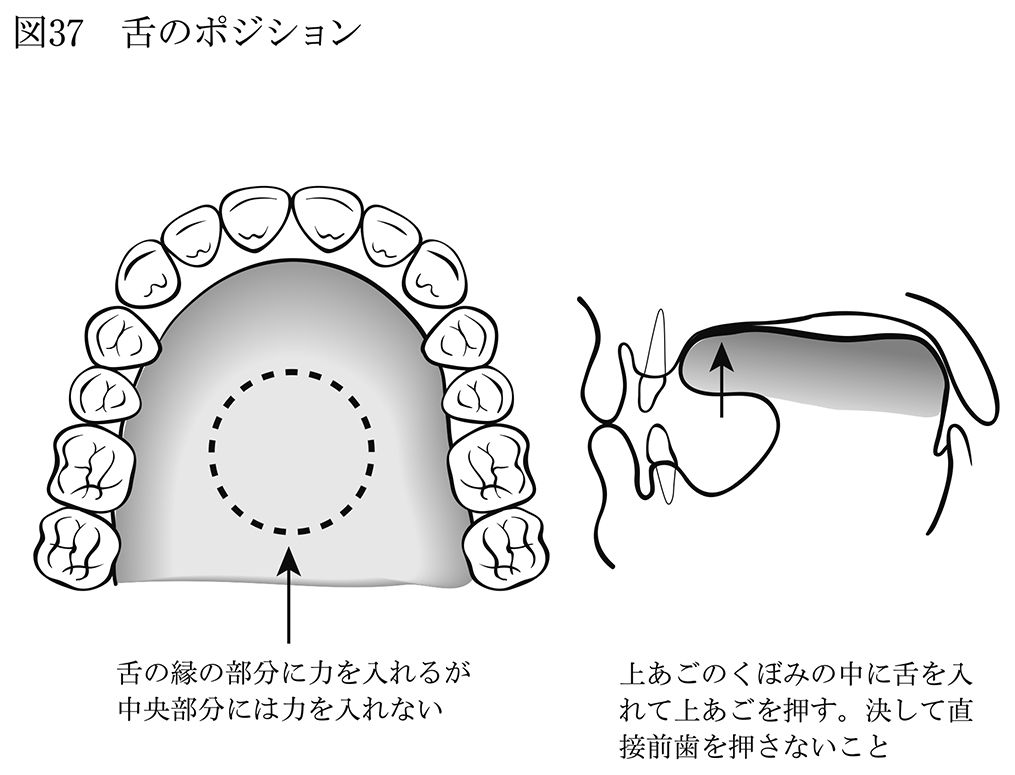 図37　舌のポジション
舌の縁の部分に力を入れるが
中央部分には力を入れない
上あごのくぼみの中に舌を入
れて上あごを押す。決して直
接前歯を押さないこと